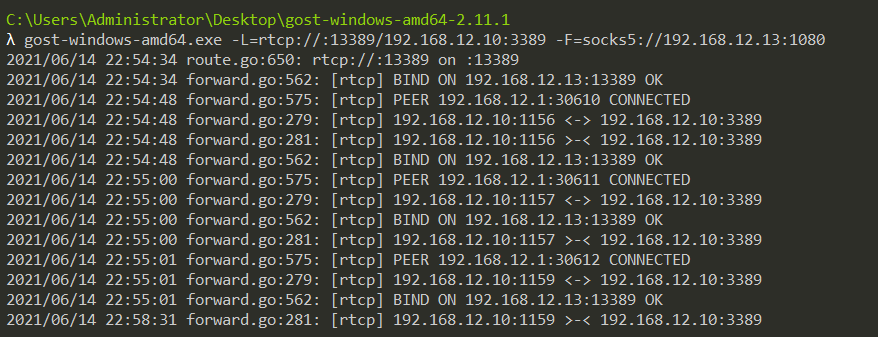 C:\Users\Administrator\Desktop\gost-windows-amd64-2.11.1
λ gost-windows-amd64.exe -L=rtcp://:13389/192.168.12.10:3389 -F=socks5://192.168.12.13:1080
2021/06/14 22:54:34 route.go:650: rtcp://:13389 on :13389
2021/06/14 22:54:34 forward.go:562: [rtcp] BIND ON 192.168.12.13:13389 OK
2021/06/14 22:54:48 forward.go:575: [rtcp] PEER 192.168.12.1:30610 CONNECTED
2021/06/14 22:54:48 forward.go:279: [rtcp] 192.168.12.10:1156 <-> 192.168.12.10:3389
2021/06/14 22:54:48 forward.go:281: [rtcp] 192.168.12.10:1156 >-< 192.168.12.10:3389
2021/06/14 22:54:48 forward.go:562: [rtcp] BIND ON 192.168.12.13:13389 OK
2021/06/14 22:55:00 forward.go:575: [rtcp] PEER 192.168.12.1:30611 CONNECTED
2021/06/14 22:55:00 forward.go:279: [rtcp] 192.168.12.10:1157 <-> 192.168.12.10:3389
2021/06/14 22:55:00 forward.go:562: [rtcp] BIND ON 192.168.12.13:13389 OK
2021/06/14 22:55:00 forward.go:281: [rtcp] 192.168.12.10:1157 >-< 192.168.12.10:3389
2021/06/14 22:55:01 forward.go:575: [rtcp] PEER 192.168.12.1:30612 CONNECTED
2021/06/14 22:55:01 forward.go:279: [rtcp] 192.168.12.10:1159 <-> 192.168.12.10:3389
2021/06/14 22:55:01 forward.go:562: [rtcp] BIND ON 192.168.12.13:13389 OK
2021/06/14 22:58:31 forward.go:281: [rtcp] 192.168.12.10:1159 >-< 192.168.12.10:3389